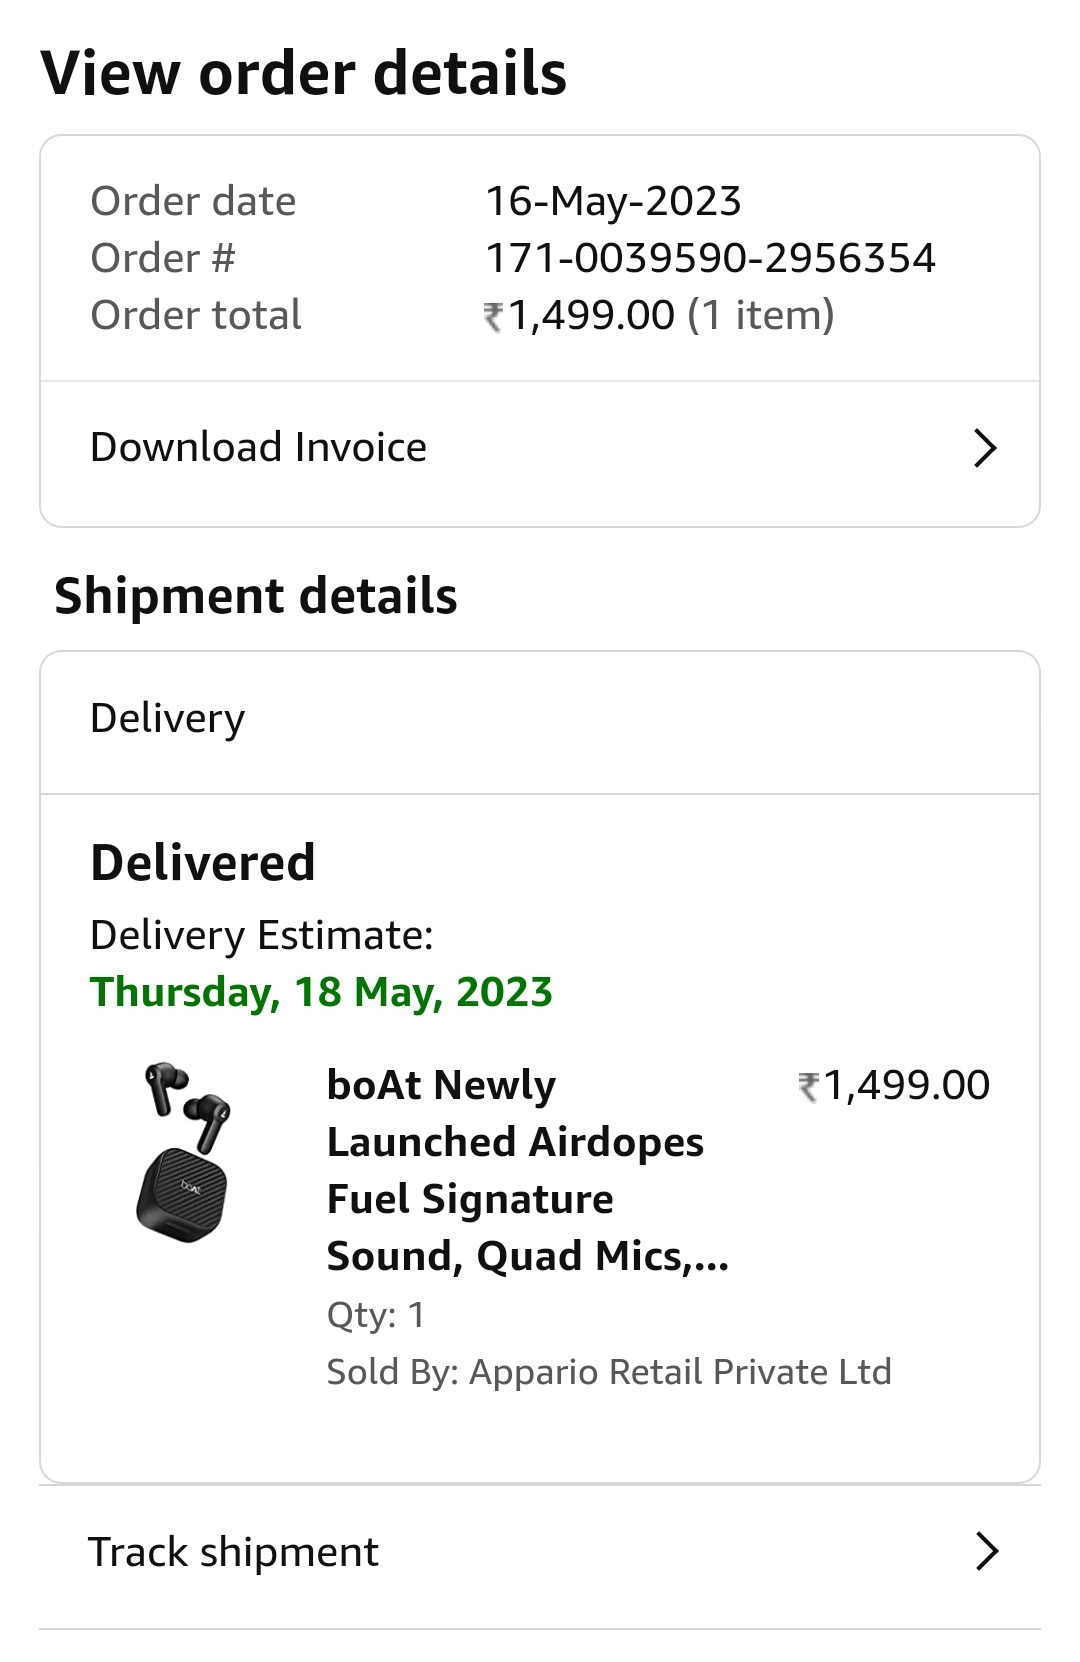 View order details
Order date 16-May-2023
Order # 171-0039590-2956354
Order total ₹1,499.00 (1 item)
Download Invoice
Shipment details
Delivery
Delivered
Delivery Estimate:
Thursday, 18 May, 2023
boAt Newly ₹1,499.00
Launched Airdopes
Fuel Signature
Sound, Quad Mics,...
Qty: 1
Sold By: Appario Retail Private Ltd
boAt
Track shipment